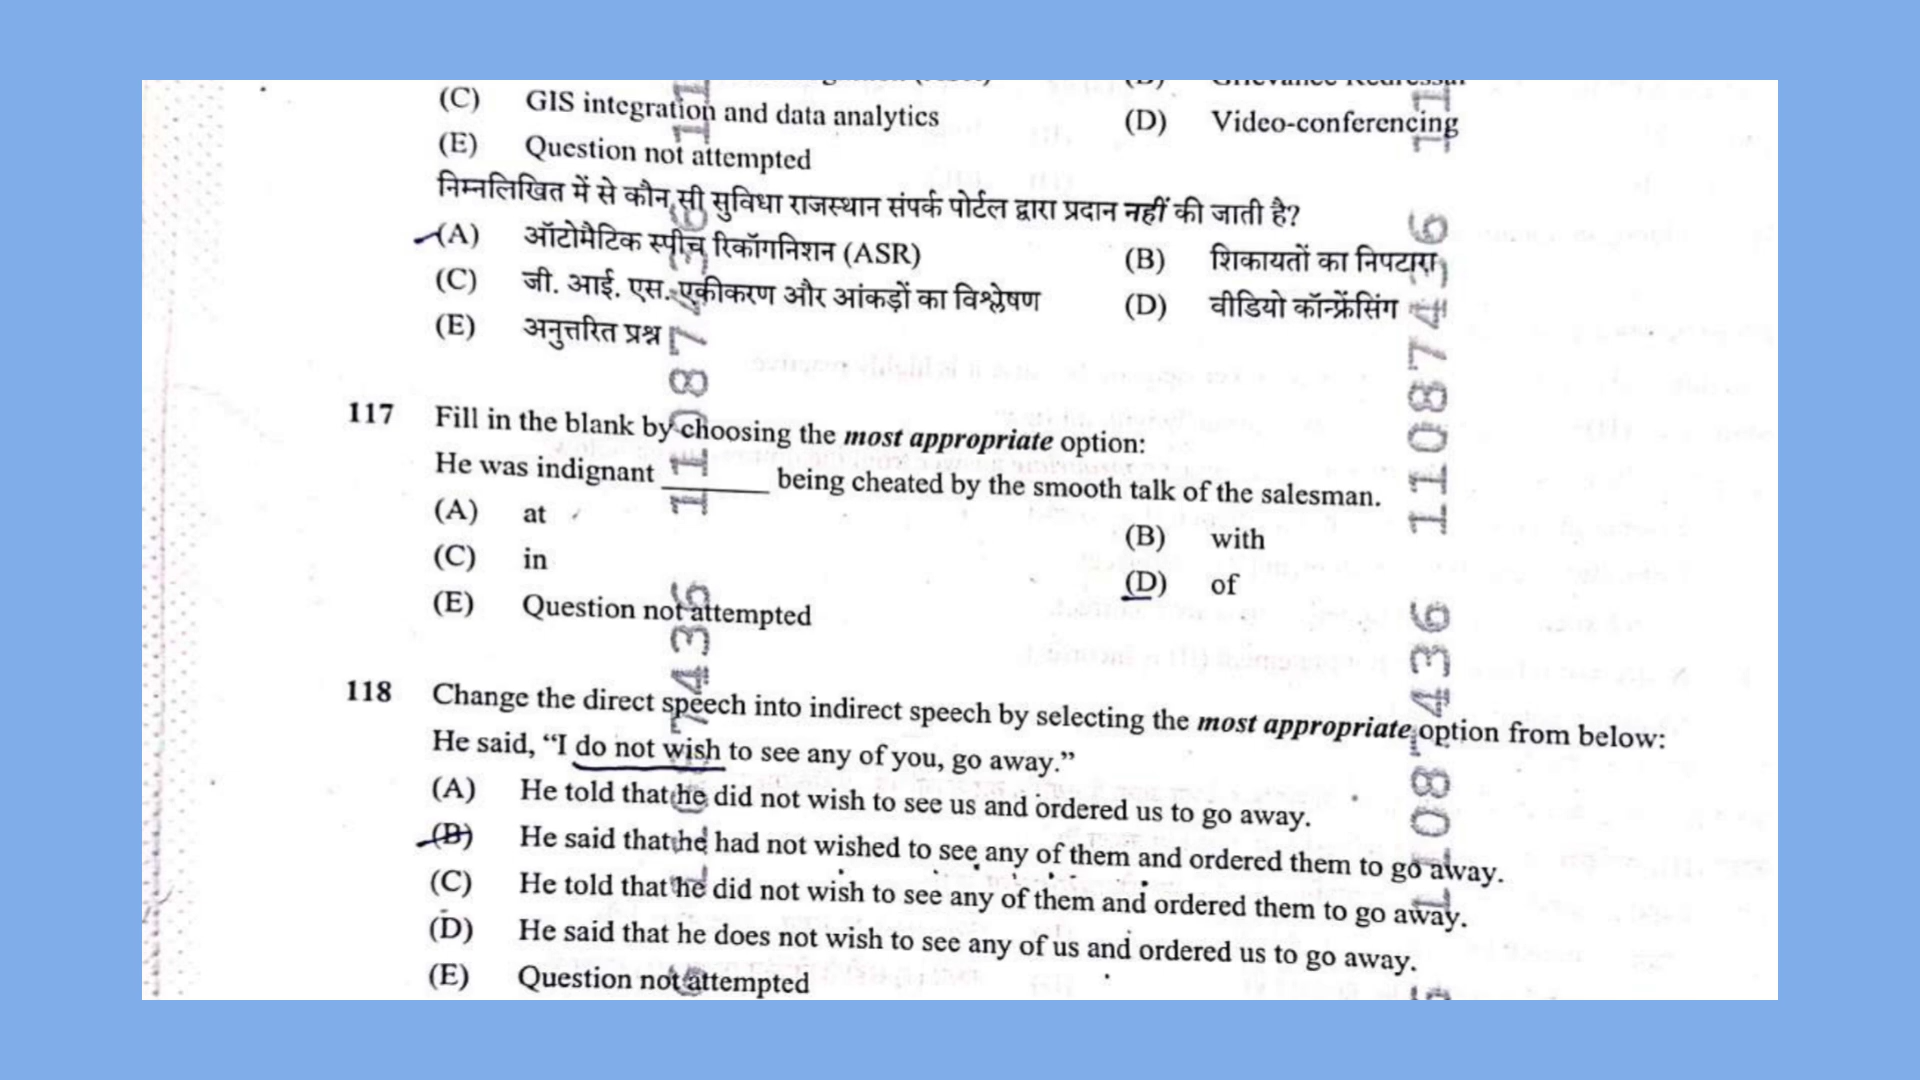 (C) GIS integration and data analytics (D) Video-conferencing
(E) Question not attempted
निम्नलिखित में से कौन सी सुविधा राजस्थान संपर्क पोर्टल द्वारा प्रदान नहीं की जाती है?
(A) ऑटोमैटिक स्पीच रिकॉगनिशन (ASR) (B) शिकायतों का निपटारा
(C) जी. आई. एस. एकीकरण और आंकड़ों का विश्लेषण (D) वीडियो कॉन्फ्रेंसिंग
(E) अनुत्तरित प्रश्न
117 Fill in the blank by choosing the most appropriate option:
He was indignant ______ being cheated by the smooth talk of the salesman.
(A) at (B) with
(C) in (D) of
(E) Question not attempted
118 Change the direct speech into indirect speech by selecting the most appropriate option from below:
He said, “I do not wish to see any of you, go away.”
(A) He told that he did not wish to see us and ordered us to go away.
(B) He said that he had not wished to see any of them and ordered them to go away.
(C) He told that he did not wish to see any of them and ordered them to go away.
(D) He said that he does not wish to see any of us and ordered us to go away.
(E) Question not attempted
11087436
11087436